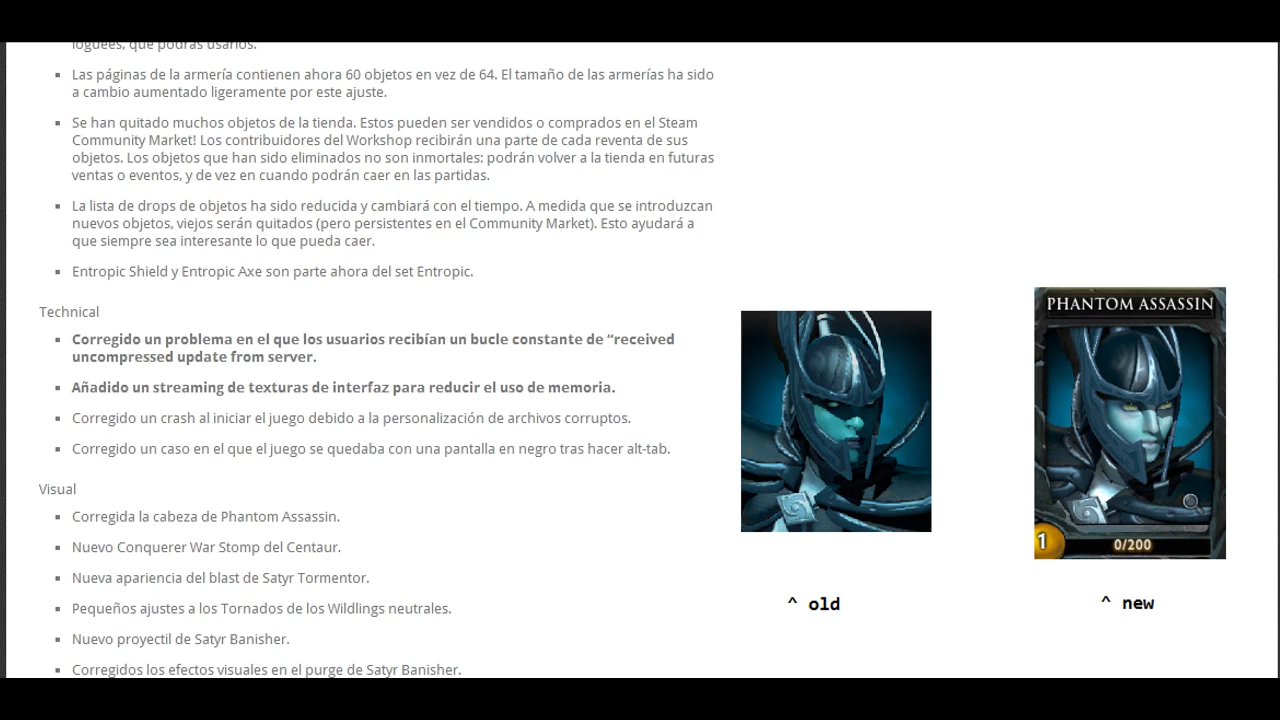 loguees, que podrás usarlos.
Las páginas de la armería contienen ahora 60 objetos en vez de 64. El tamaño de las armerías ha sido
a cambio aumentado ligeramente por este ajuste.
Se han quitado muchos objetos de la tienda. Estos pueden ser vendidos o comprados en el Steam
Community Market! Los contribuidores del Workshop recibirán una parte de cada reventa de sus
objetos. Los objetos que han sido eliminados no son inmortales: podrán volver a la tienda en futuras
ventas o eventos, y de vez en cuando podrán caer en las partidas.
La lista de drops de objetos ha sido reducida y cambiará con el tiempo. A medida que se introduzcan
nuevos objetos, viejos serán quitados (pero persistentes en el Community Market). Esto ayudará a
que siempre sea interesante lo que pueda caer.
Entropic Shield y Entropic Axe son parte ahora del set Entropic.
Technical
Corregido un problema en el que los usuarios recibían un bucle constante de “received
uncompressed update from server.
Añadido un streaming de texturas de interfaz para reducir el uso de memoria.
Corregido un crash al iniciar el juego debido a la personalización de archivos corruptos.
Corregido un caso en el que el juego se quedaba con una pantalla en negro tras hacer alt-tab.
Visual
Corregida la cabeza de Phantom Assassin.
Nuevo Conquerer War Stomp del Centaur.
Nueva apariencia del blast de Satyr Tormentor.
Pequeños ajustes a los Tornados de los Wildlings neutrales.
Nuevo proyectil de Satyr Banisher.
Corregidos los efectos visuales en el purge de Satyr Banisher.
^ old
PHANTOM ASSASSIN
1
0/200
^ new